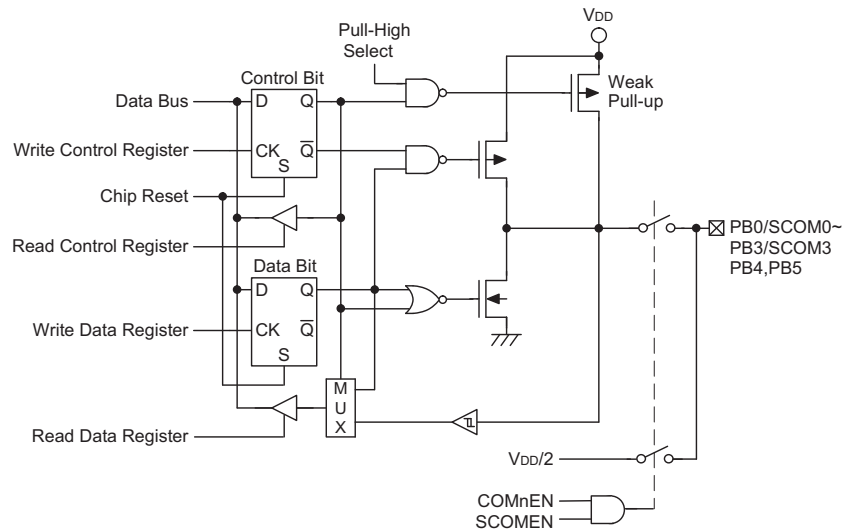 VDD
Pull-High
Select
Control Bit
Weak
Pull-up
Data Bus
D
Q
Write Control Register
CK
Q
S
Chip Reset
PB0/SCOM0~
PB3/SCOM3
PB4,PB5
Read Control Register
Data Bit
D
Q
Write Data Register
CK
Q
S
M
U
X
Read Data Register
VDD/2
COMnEN
SCOMEN